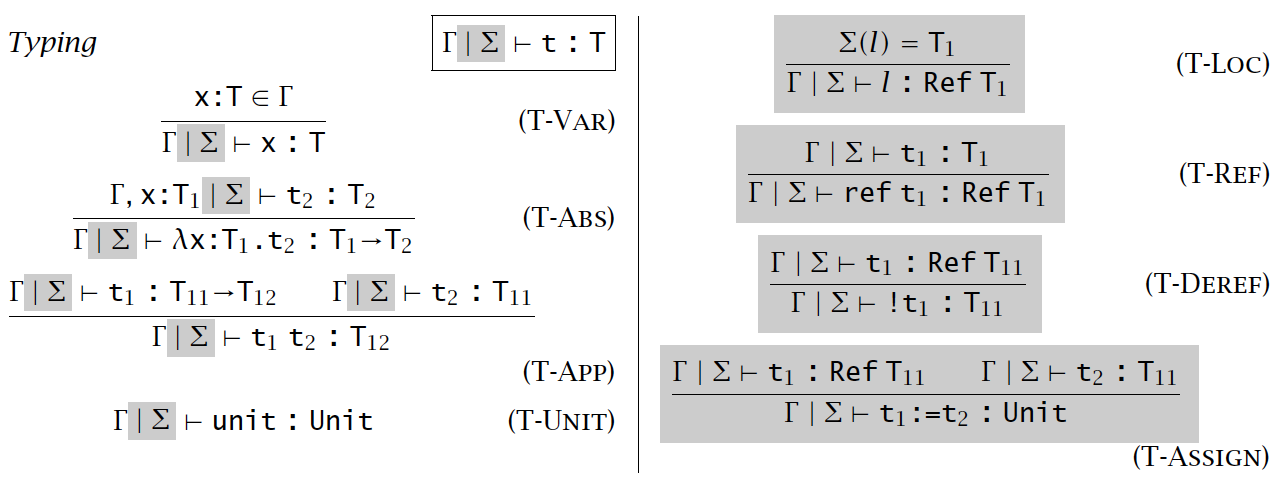 Typing
Γ | Σ ⊢ t : T
x:T ∈ Γ
Γ | Σ ⊢ x : T
(T-VAR)
Γ, x:T₁ | Σ ⊢ t₂ : T₂
Γ | Σ ⊢ λx:T₁.t₂ : T₁→T₂
(T-ABS)
Γ | Σ ⊢ t₁ : T₁₁→T₁₂ Γ | Σ ⊢ t₂ : T₁₁
Γ | Σ ⊢ t₁ t₂ : T₁₂
(T-APP)
Γ | Σ ⊢ unit : Unit (T-UNIT)
Σ(l) = T₁
Γ | Σ ⊢ l : Ref T₁
(T-LOC)
Γ | Σ ⊢ t₁ : T₁
Γ | Σ ⊢ ref t₁ : Ref T₁
(T-REF)
Γ | Σ ⊢ t₁ : Ref T₁₁
Γ | Σ ⊢ !t₁ : T₁₁
(T-DEREF)
Γ | Σ ⊢ t₁ : Ref T₁₁ Γ | Σ ⊢ t₂ : T₁₁
Γ | Σ ⊢ t₁:=t₂ : Unit
(T-ASSIGN)